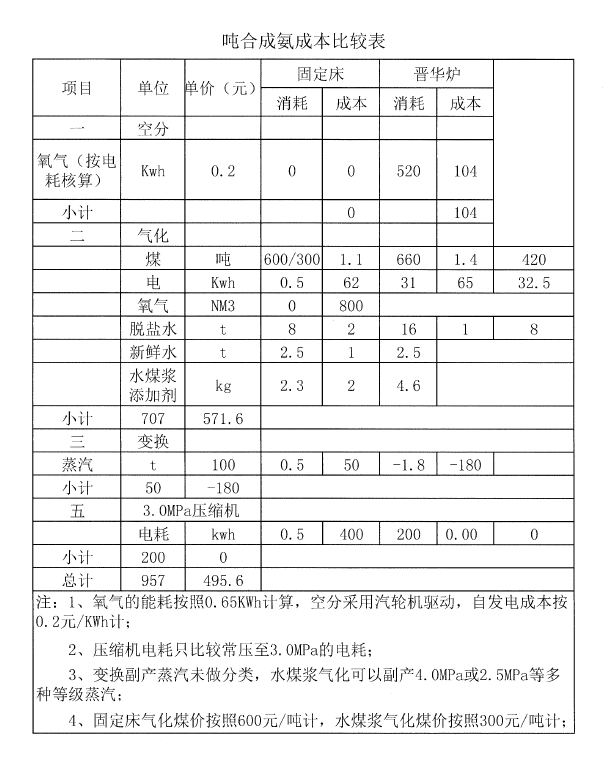 吨合成氨成本比较表
项目 单位 单价（元） 固定床 晋华炉
消耗 成本 消耗 成本
一 空分
氧气（按电耗核算） Kwh 0.2 0 0 520 104
小计 0 104
二 气化
煤 吨 600/300 1.1 660 1.4 420
电 Kwh 0.5 62 31 65 32.5
氧气 NM3 0 800
脱盐水 t 8 2 16 1 8
新鲜水 t 2.5 1 2.5
水煤浆添加剂 kg 2.3 2 4.6
小计 707 571.6
三 变换
蒸汽 t 100 0.5 50 -1.8 -180
小计 50 -180
五 3.0MPa压缩机
电耗 kwh 0.5 400 200 0.00 0
小计 200 0
总计 957 495.6
注：1、氧气的能耗按照0.65KWh计算，空分采用汽轮机驱动，自发电成本按
0.2元/KWh计；
2、压缩机电耗只比较常压至3.0MPa的电耗；
3、变换副产蒸汽未做分类，水煤浆气化可以副产4.0MPa或2.5MPa等多
种等级蒸汽；
4、固定床气化煤价按照600元/吨计，水煤浆气化煤价按照300元/吨计；